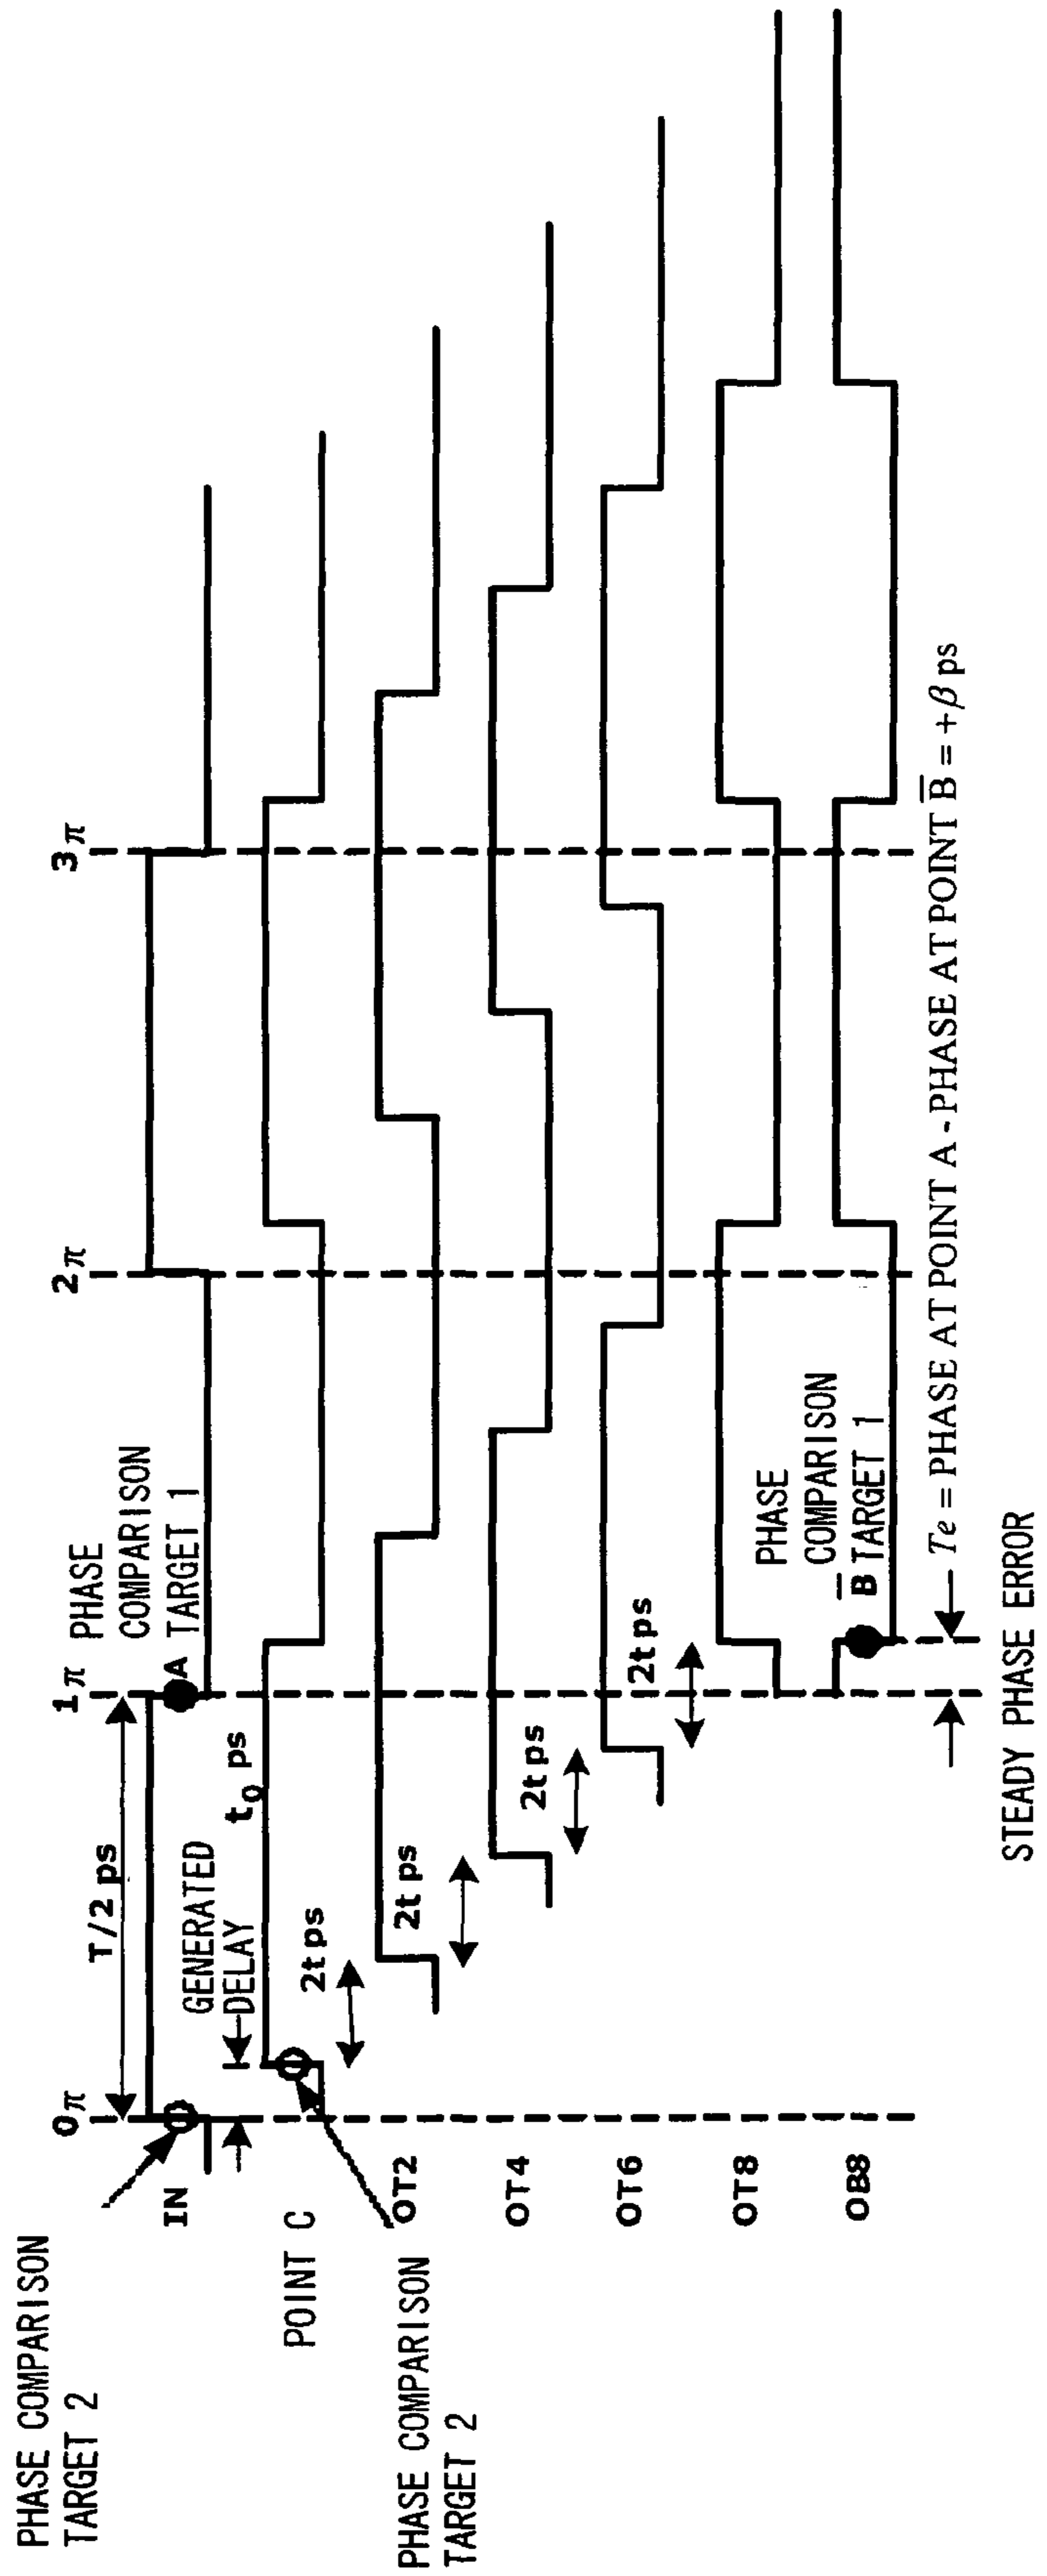 PHASE COMPARISON
TARGET 2
0π
1π
2π
3π
T/2 ps
PHASE
COMPARISON
TARGET 1
A
IN
GENERATED
DELAY
t0 ps
POINT C
PHASE COMPARISON
TARGET 2
2t ps
OT2
2t ps
OT4
2t ps
OT6
2t ps
OT8
PHASE
COMPARISON
TARGET 1
B̅
OB8
Te = PHASE AT POINT A - PHASE AT POINT B̅ = +β ps
STEADY PHASE ERROR